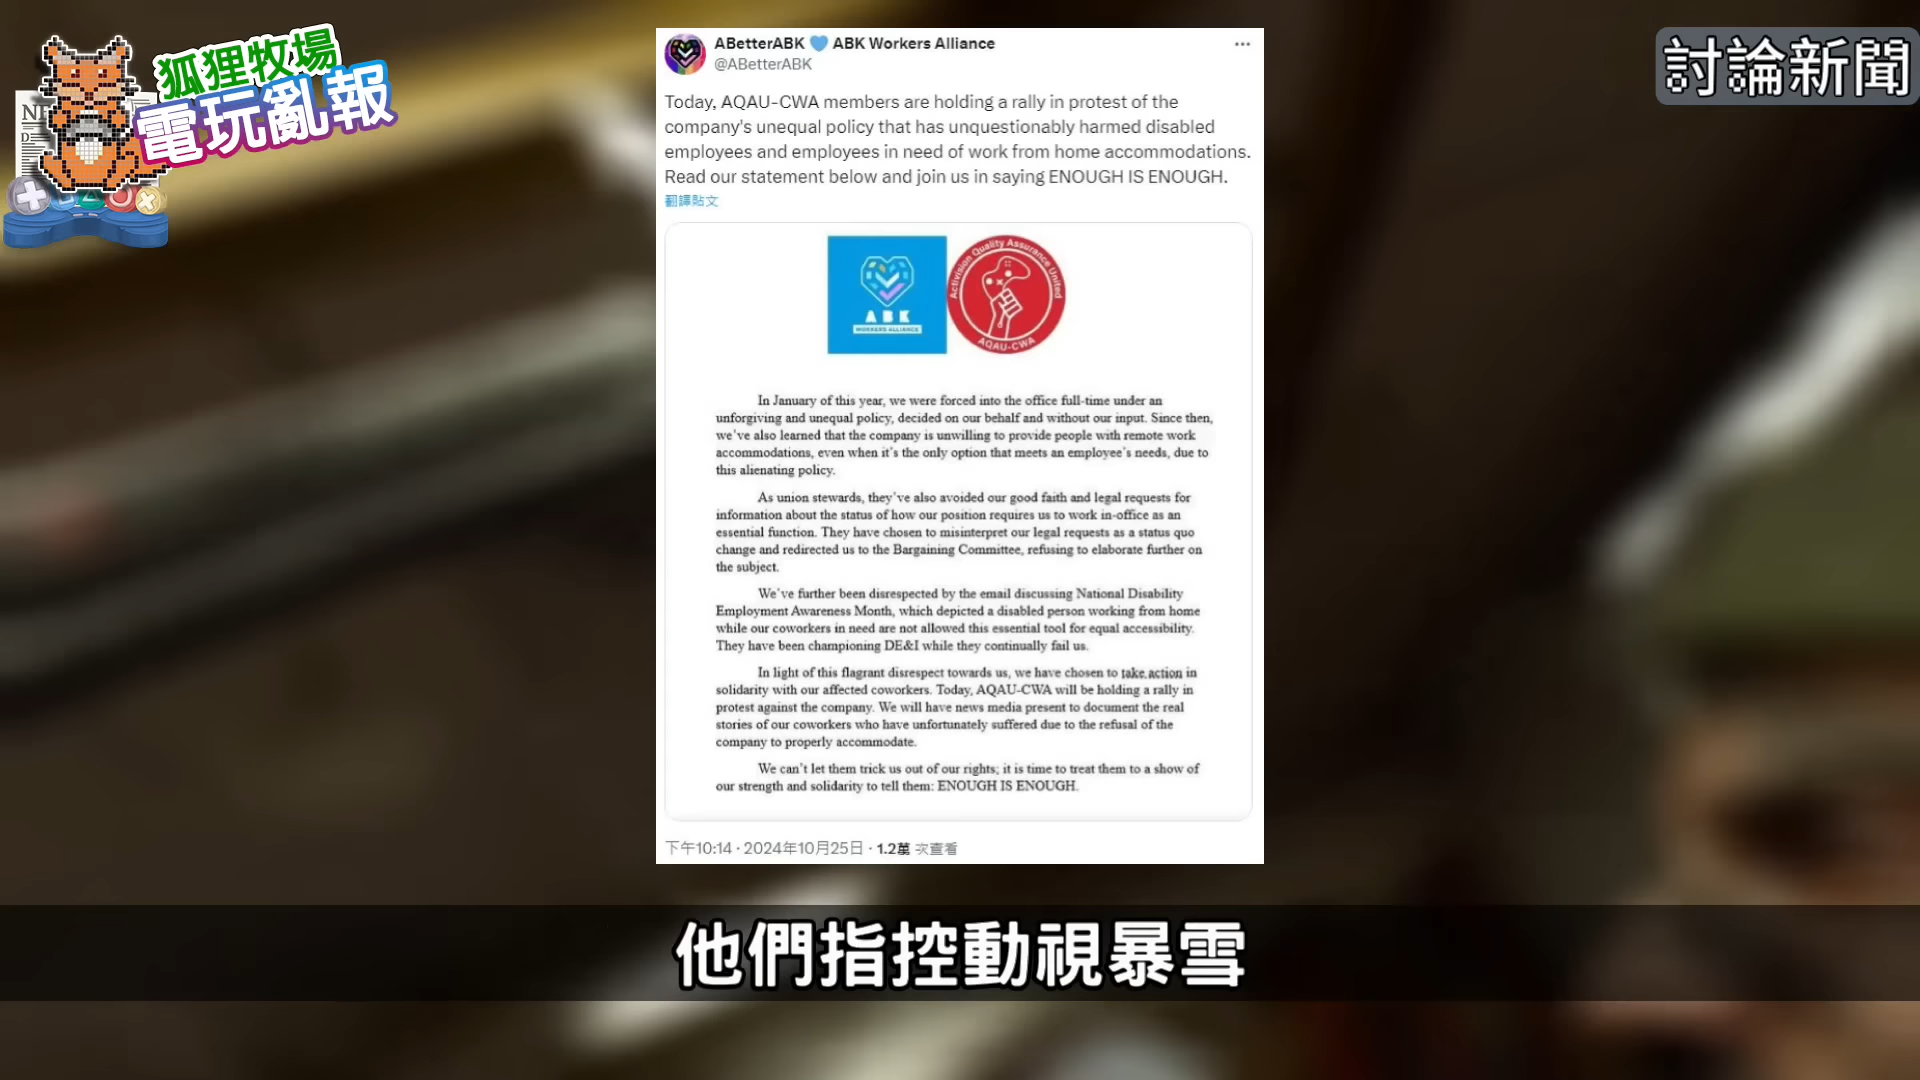 狐狸牧場
電玩亂報
討論新聞
ABetterABK 💙 ABK Workers Alliance
@ABetterABK
Today, AQAU-CWA members are holding a rally in protest of the
company's unequal policy that has unquestionably harmed disabled
employees and employees in need of work from home accommodations.
Read our statement below and join us in saying ENOUGH IS ENOUGH.
翻譯貼文
ABK
WORKERS ALLIANCE
Activision Quality Assurance United
AQAU-CWA
In January of this year, we were forced into the office full-time under an
unforgiving and unequal policy, decided on our behalf and without our input. Since then,
we've also learned that the company is unwilling to provide people with remote work
accommodations, even when it's the only option that meets an employee's needs, due to
this alienating policy.
As union stewards, they've also avoided our good faith and legal requests for
information about the status of how our position requires us to work in-office as an
essential function. They have chosen to misinterpret our legal requests as a status quo
change and redirected us to the Bargaining Committee, refusing to elaborate further on
the subject.
We've further been disrespected by the email discussing National Disability
Employment Awareness Month, which depicted a disabled person working from home
while our coworkers in need are not allowed this essential tool for equal accessibility.
They have been championing DE&I while they continually fail us.
In light of this flagrant disrespect towards us, we have chosen to take action in
solidarity with our affected coworkers. Today, AQAU-CWA will be holding a rally in
protest against the company. We will have news media present to document the real
stories of our coworkers who have unfortunately suffered due to the refusal of the
company to properly accommodate.
We can't let them trick us out of our rights; it is time to treat them to a show of
our strength and solidarity to tell them: ENOUGH IS ENOUGH.
下午10:14 · 2024年10月25日 · 1.2萬 次查看
他們指控動視暴雪